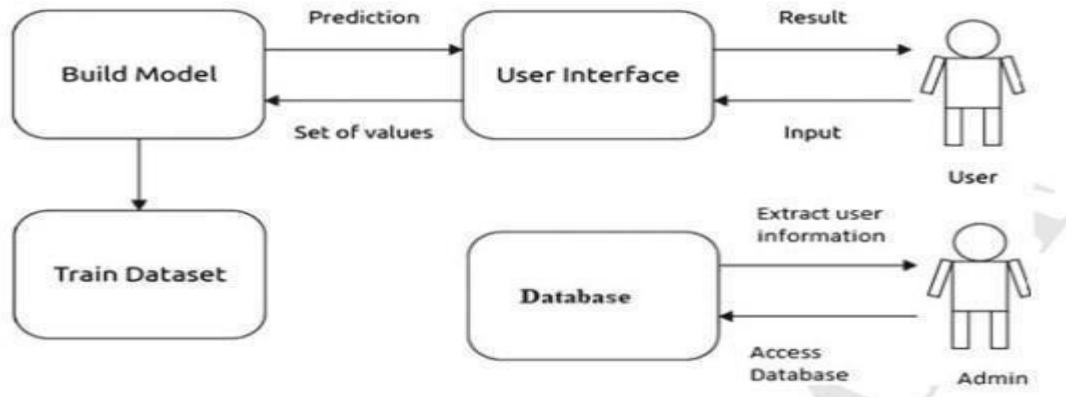 Prediction
Result
Build Model
User Interface
Set of values
Input
User
Extract user
information
Train Dataset
Database
Access
Database
Admin